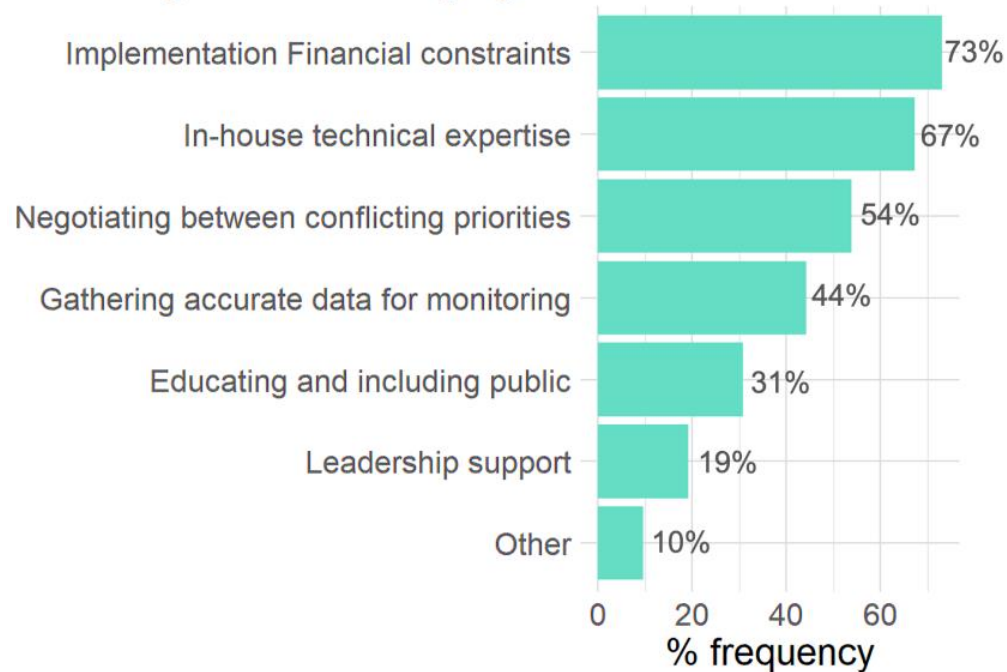 Implementation Financial constraints 73%
In-house technical expertise 67%
Negotiating between conflicting priorities 54%
Gathering accurate data for monitoring 44%
Educating and including public 31%
Leadership support 19%
Other 10%
0 20 40 60
% frequency